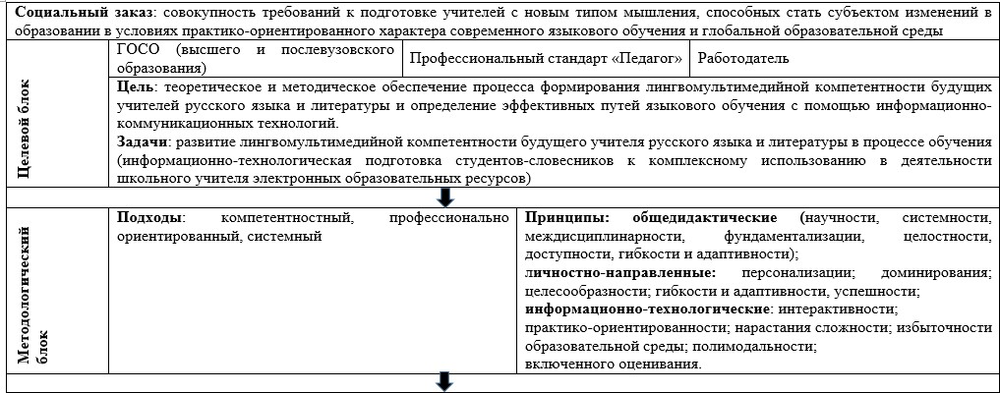 Социальный заказ: совокупность требований к подготовке учителей с новым типом мышления, способных стать субъектом изменений в
образовании в условиях практико-ориентированного характера современного языкового обучения и глобальной образовательной среды
Целевой блок
ГОСО (высшего и послевузовского
образования)
Профессиональный стандарт «Педагог»
Работодатель
Цель: теоретическое и методическое обеспечение процесса формирования лингвомультимедийной компетентности будущих
учителей русского языка и литературы и определение эффективных путей языкового обучения с помощью информационно-
коммуникационных технологий.
Задачи: развитие лингвомультимедийной компетентности будущего учителя русского языка и литературы в процессе обучения
(информационно-технологическая подготовка студентов-словесников к комплексному использованию в деятельности
школьного учителя электронных образовательных ресурсов)
Методологический
блок
Подходы: компетентностный, профессионально
ориентированный, системный
Принципы: общедидактические (научности, системности,
междисциплинарности, фундаментализации, целостности,
доступности, гибкости и адаптивности);
личностно-направленные: персонализации; доминирования;
целесообразности; гибкости и адаптивности, успешности;
информационно-технологические: интерактивности;
практико-ориентированности; нарастания сложности; избыточности
образовательной среды; полимодальности;
включенного оценивания.